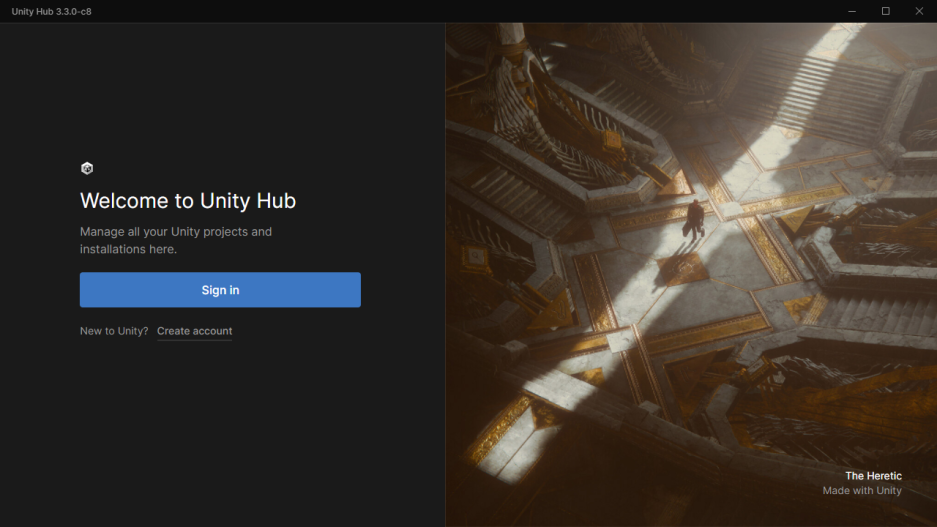 Unity Hub 3.3.0-c8
Welcome to Unity Hub
Manage all your Unity projects and
installations here.
Sign in
New to Unity? Create account
The Heretic
Made with Unity